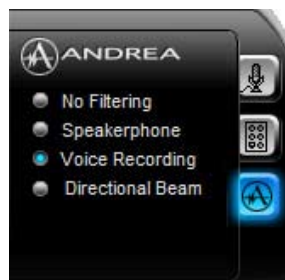 ANDREA
No Filtering
Speakerphone
Voice Recording
Directional Beam